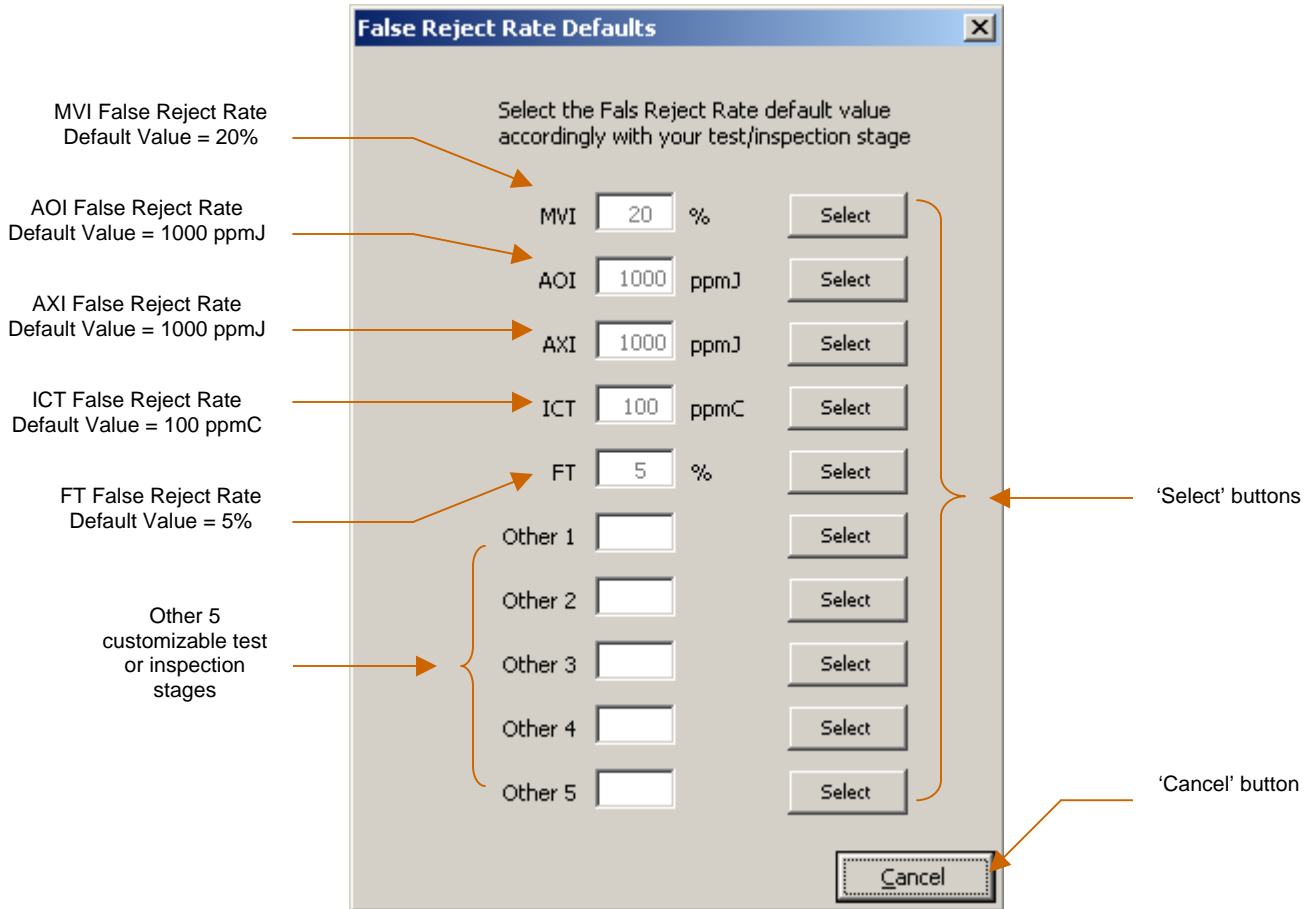 False Reject Rate Defaults
Select the Fals Reject Rate default value
accordingly with your test/inspection stage
MVI False Reject Rate
Default Value = 20%
AOI False Reject Rate
Default Value = 1000 ppmJ
AXI False Reject Rate
Default Value = 1000 ppmJ
ICT False Reject Rate
Default Value = 100 ppmC
FT False Reject Rate
Default Value = 5%
Other 5
customizable test
or inspection
stages
MVI 20 % Select
AOI 1000 ppmJ Select
AXI 1000 ppmJ Select
ICT 100 ppmC Select
FT 5 % Select
Other 1 Select
Other 2 Select
Other 3 Select
Other 4 Select
Other 5 Select
Cancel
‘Select’ buttons
‘Cancel’ button